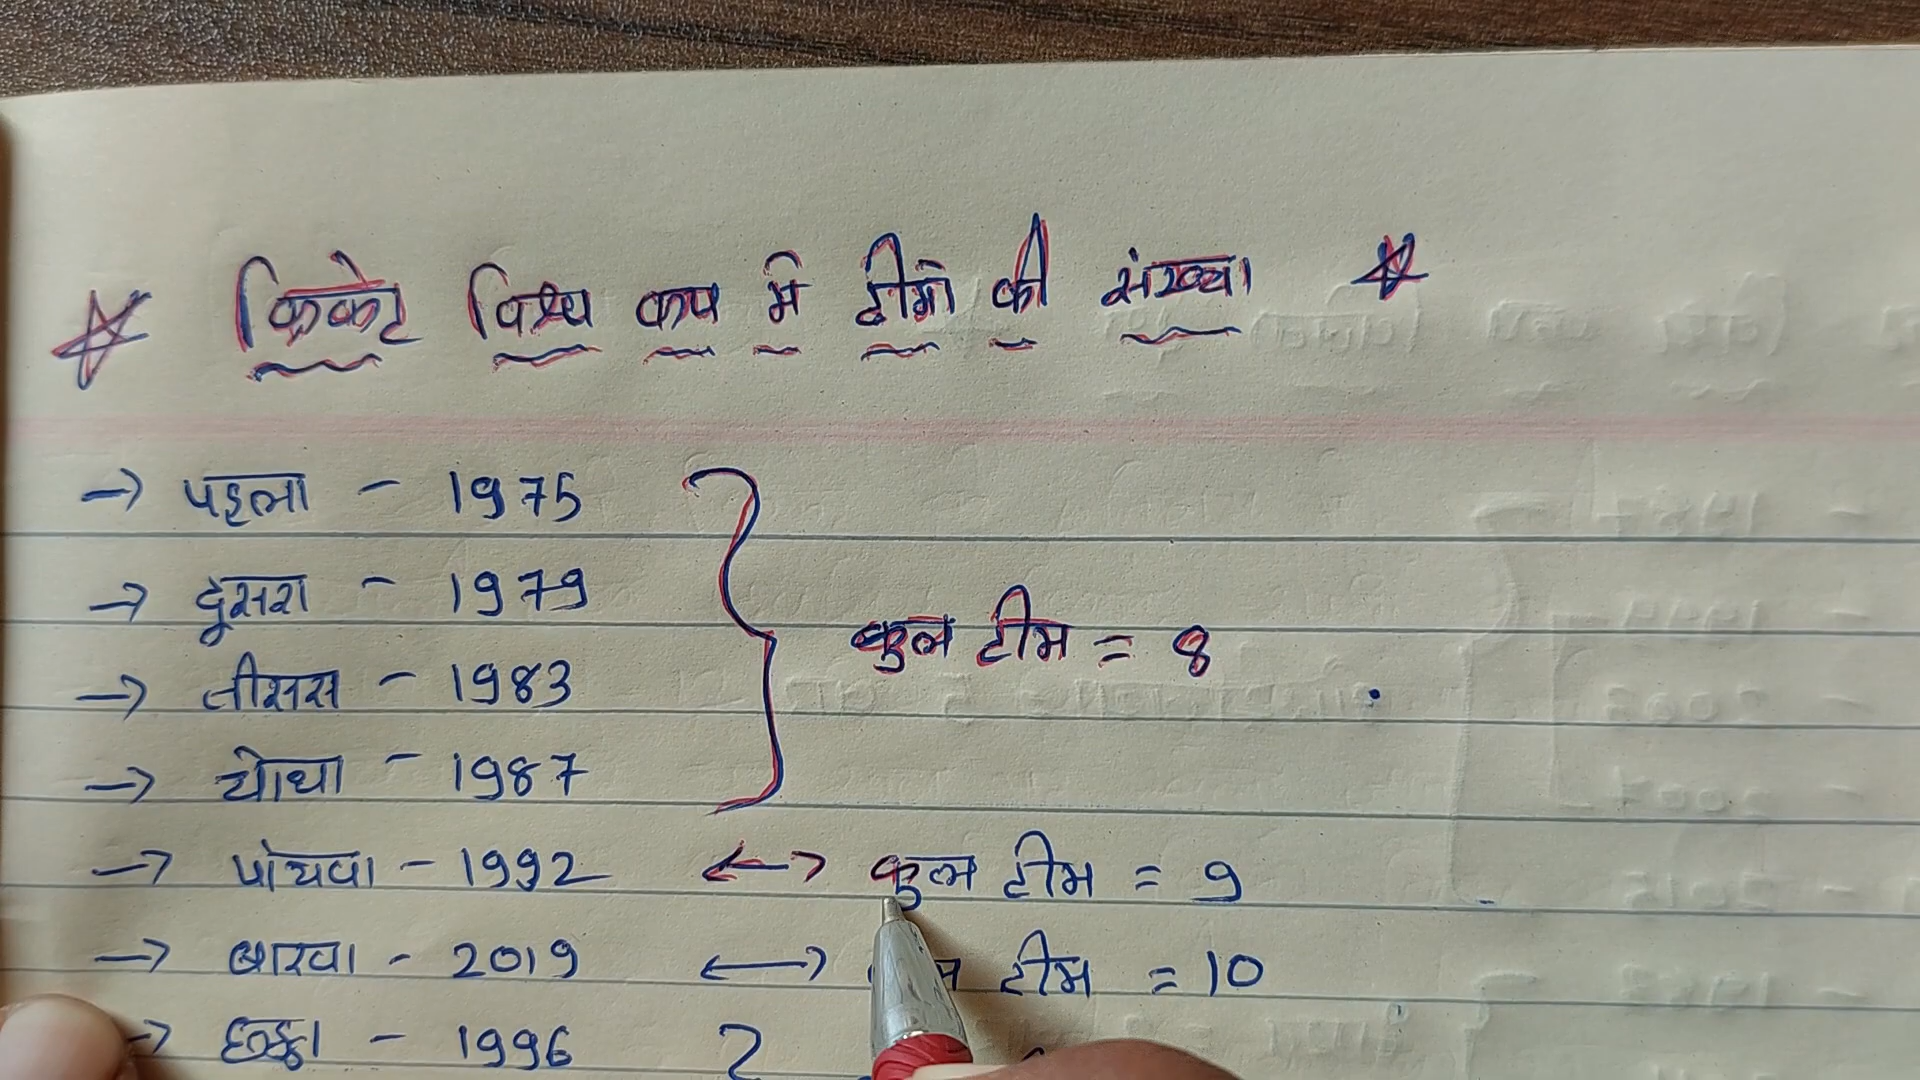 क्रिकेट विश्व कप में टीमों की संख्या
→ पहला - 1975
→ दूसरा - 1979
→ तीसरा - 1983
→ चौथा - 1987
कुल टीम = 8
→ पांचवा - 1992 ↔ कुल टीम = 9
→ बारवा - 2019 ↔ टीम = 10
→ छठ्ठा - 1996